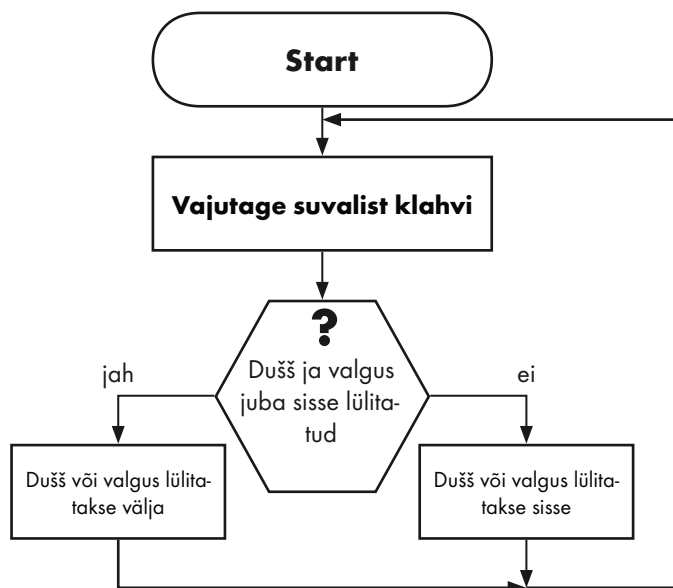 Start
Vajutage suvalist klahvi
?
Dušš ja valgus
juba sisse lülita-
tud
jah
ei
Dušš või valgus lülita-
takse välja
Dušš või valgus lülita-
takse sisse